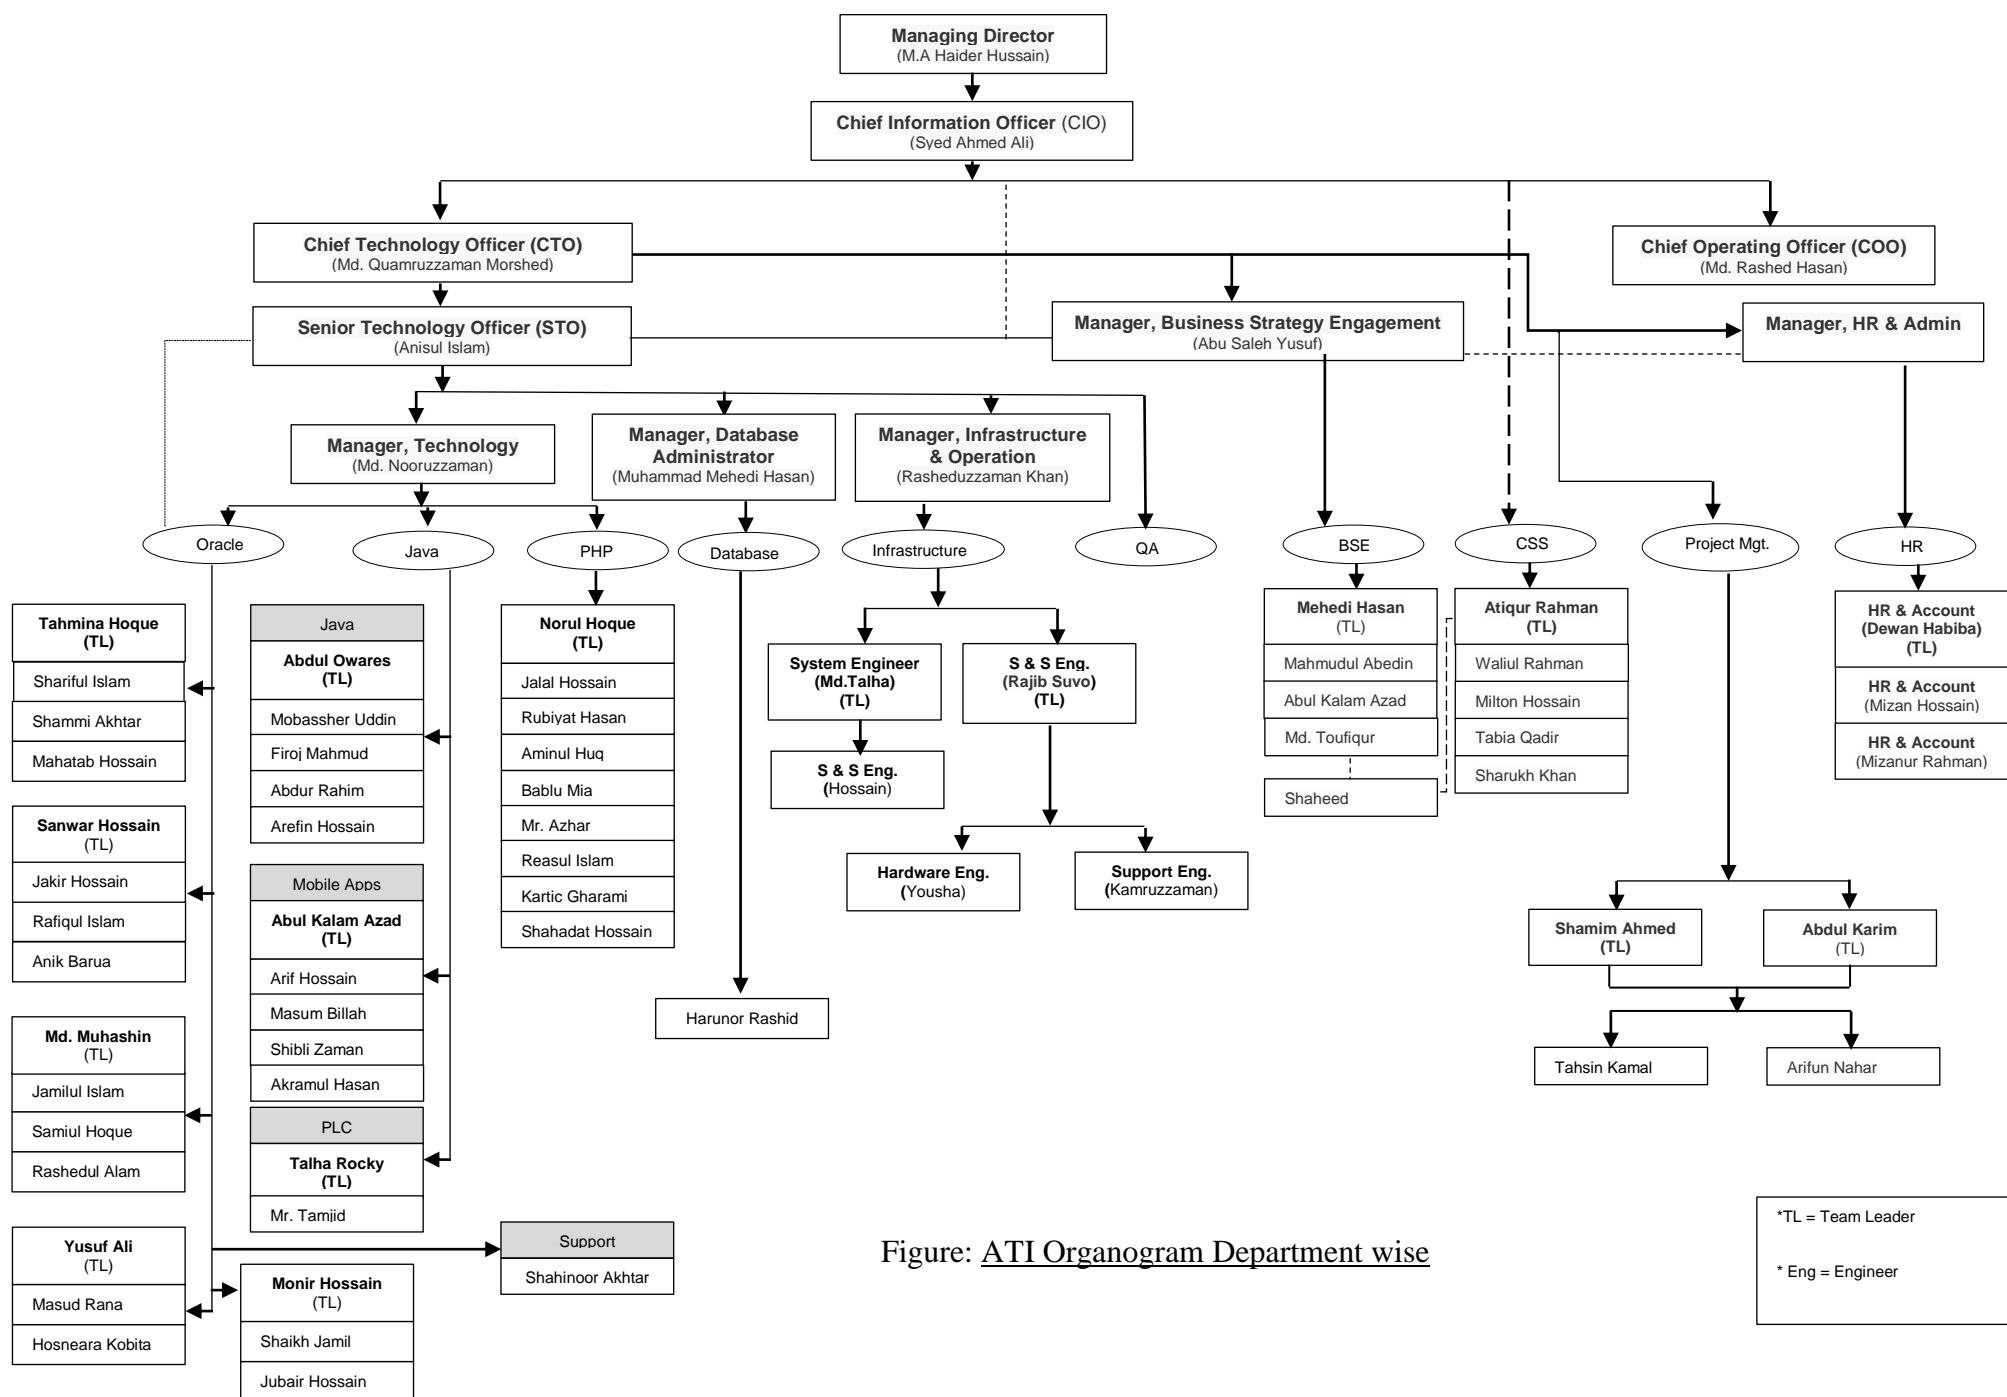 Managing Director
(M.A Haider Hussain)
Chief Information Officer (CIO)
(Syed Ahmed Ali)
Chief Technology Officer (CTO)
(Md. Quamruzzaman Morshed)
Chief Operating Officer (COO)
(Md. Rashed Hasan)
Senior Technology Officer (STO)
(Anisul Islam)
Manager, Business Strategy Engagement
(Abu Saleh Yusuf)
Manager, HR & Admin
Manager, Technology
(Md. Nooruzzaman)
Manager, Database
Administrator
(Muhammad Mehedi Hasan)
Manager, Infrastructure
& Operation
(Rasheduzzaman Khan)
Oracle
Java
PHP
Database
Infrastructure
QA
BSE
CSS
Project Mgt.
HR
Tahmina Hoque
(TL)
Shariful Islam
Shammi Akhtar
Mahatab Hossain
Sanwar Hossain
(TL)
Jakir Hossain
Rafiqul Islam
Anik Barua
Md. Muhashin
(TL)
Jamilul Islam
Samiul Hoque
Rashedul Alam
Yusuf Ali
(TL)
Masud Rana
Hosneara Kobita
Java
Abdul Owares
(TL)
Mobassher Uddin
Firoj Mahmud
Abdur Rahim
Arefin Hossain
Mobile Apps
Abul Kalam Azad
(TL)
Arif Hossain
Masum Billah
Shibli Zaman
Akramul Hasan
PLC
Talha Rocky
(TL)
Mr. Tamjid
Monir Hossain
(TL)
Shaikh Jamil
Jubair Hossain
Norul Hoque
(TL)
Jalal Hossain
Rubiyat Hasan
Aminul Huq
Bablu Mia
Mr. Azhar
Reasul Islam
Kartic Gharami
Shahadat Hossain
Support
Shahinoor Akhtar
Harunor Rashid
System Engineer
(Md.Talha)
(TL)
S & S Eng.
(Hossain)
S & S Eng.
(Rajib Suvo)
(TL)
Hardware Eng.
(Yousha)
Support Eng.
(Kamruzzaman)
Mehedi Hasan
(TL)
Mahmudul Abedin
Abul Kalam Azad
Md. Toufiqur
Shaheed
Atiqur Rahman
(TL)
Waliul Rahman
Milton Hossain
Tabia Qadir
Sharukh Khan
Shamim Ahmed
(TL)
Abdul Karim
(TL)
Tahsin Kamal
Arifun Nahar
HR & Account
(Dewan Habiba)
(TL)
HR & Account
(Mizan Hossain)
HR & Account
(Mizanur Rahman)
Figure: ATI Organogram Department wise
*TL = Team Leader
* Eng = Engineer